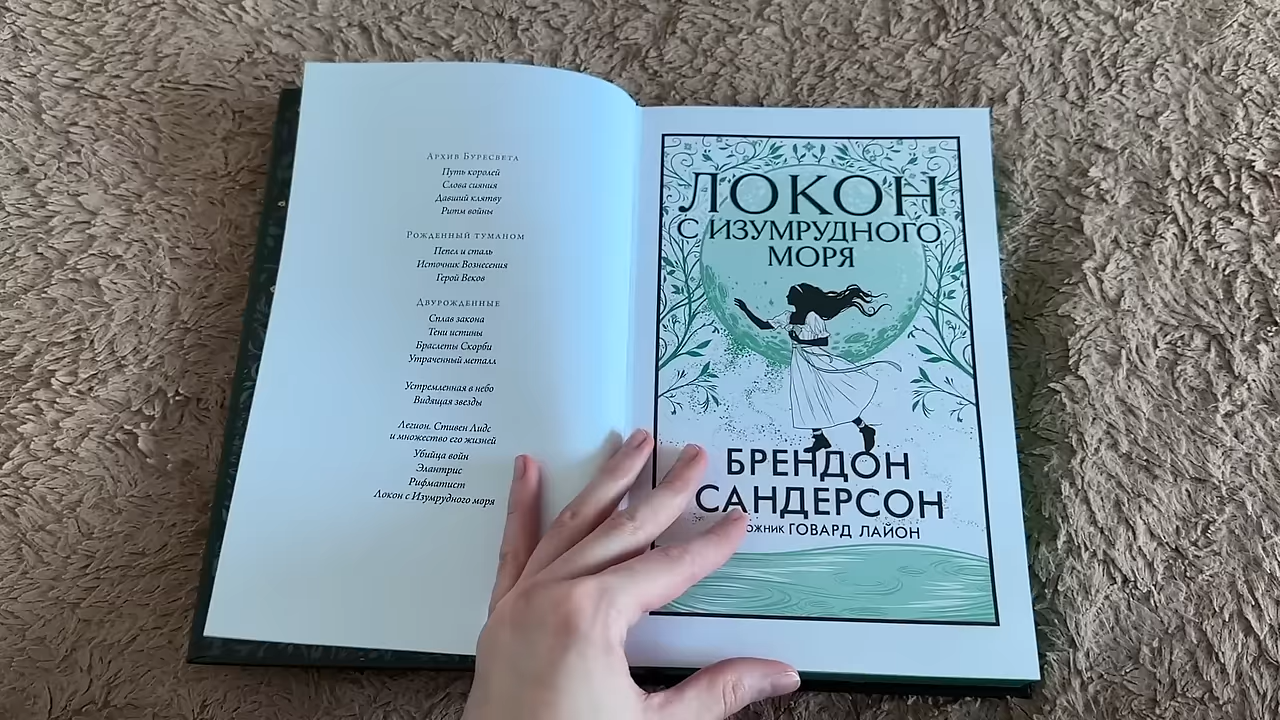 Архив Буресвета
Путь королей
Слова сияния
Давший клятву
Ритм войны
Рожденный туманом
Пепел и сталь
Источник Вознесения
Герой Веков
Двурожденные
Сплав закона
Тени истины
Браслеты Скорби
Утраченный металл
Устремленная в небо
Видящая звезды
Легион. Стивен Лидс
и множество его жизней
Убийца войн
Элантрис
Рифматист
Локон с Изумрудного моря
ЛОКОН
С ИЗУМРУДНОГО
МОРЯ
БРЕНДОН
САНДЕРСОН
ГОВАРД ЛАЙОН